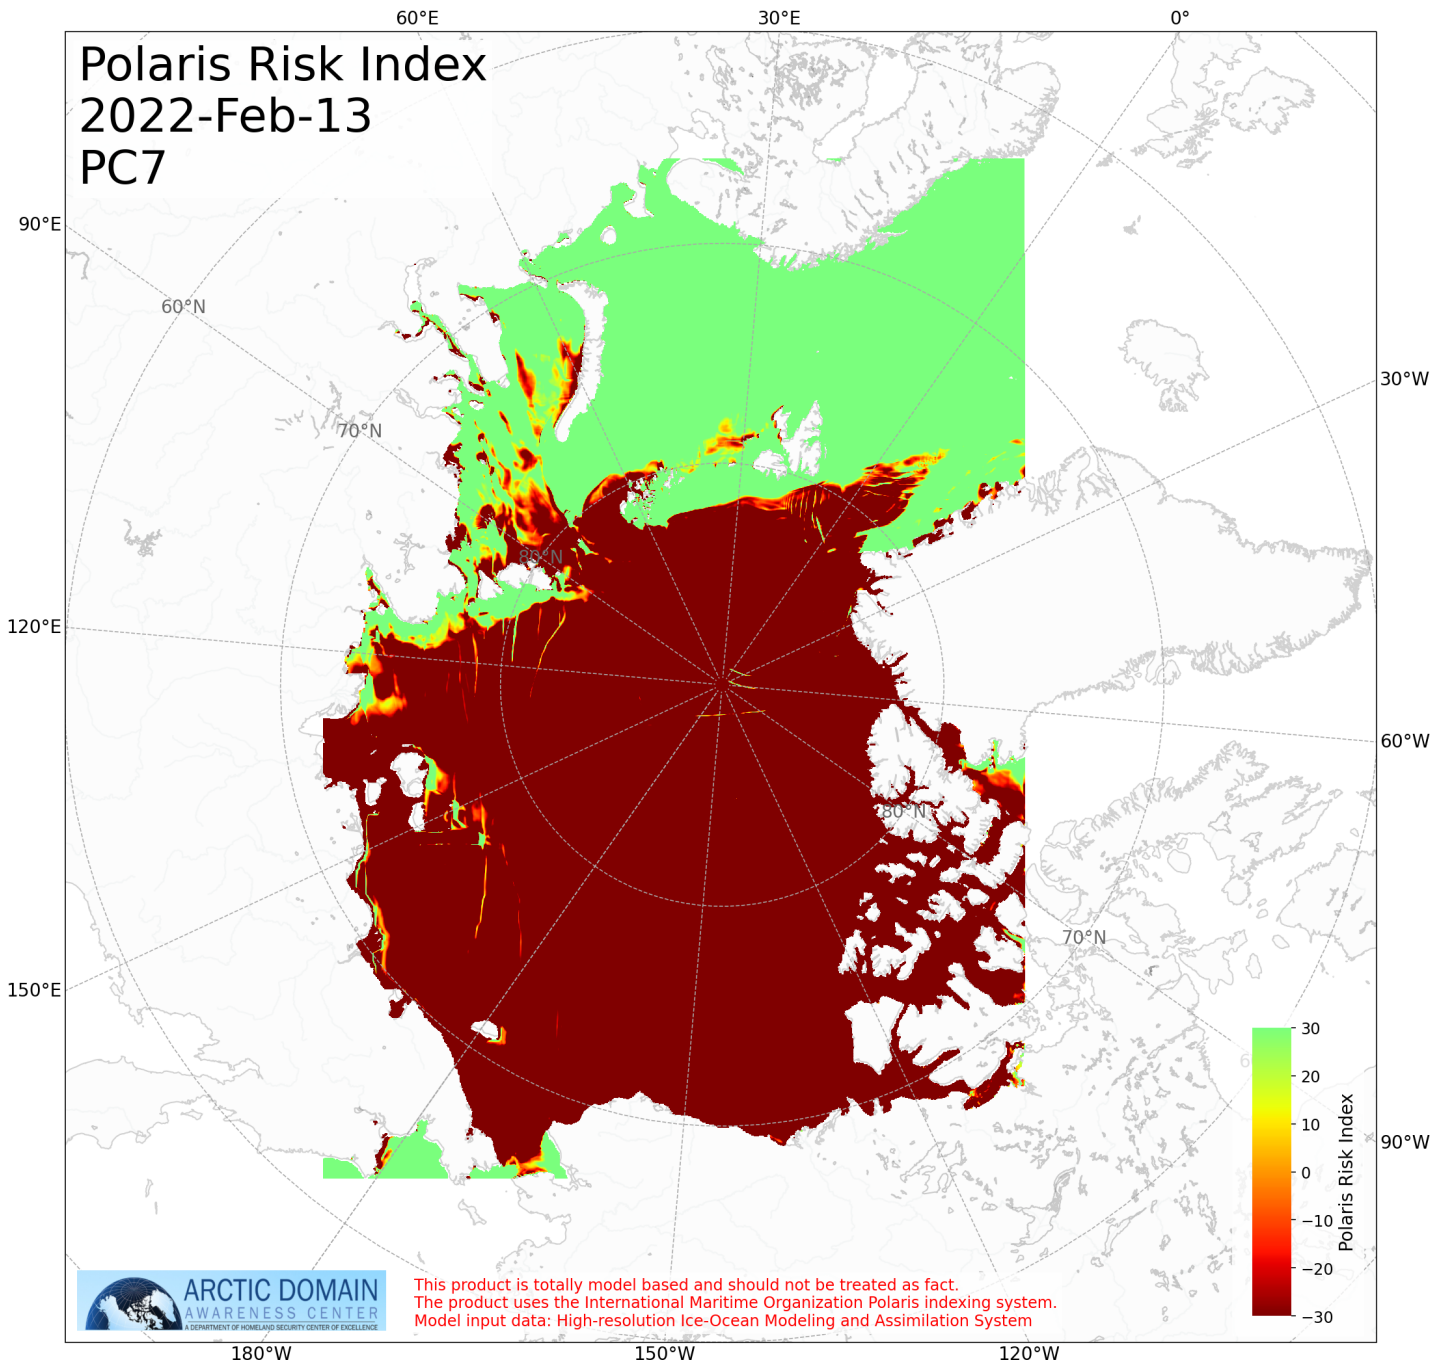 60°E
30°E
0°
Polaris Risk Index
2022-Feb-13
PC7
90°E
60°N
30°W
70°N
80°N
120°E
60°W
80°N
70°N
150°E
30
20
10
0
−10
−20
−30
Polaris Risk Index
90°W
ARCTIC DOMAIN
AWARENESS CENTER
A DEPARTMENT OF HOMELAND SECURITY CENTER OF EXCELLENCE
This product is totally model based and should not be treated as fact.
The product uses the International Maritime Organization Polaris indexing system.
Model input data: High-resolution Ice-Ocean Modeling and Assimilation System
180°W
150°W
120°W